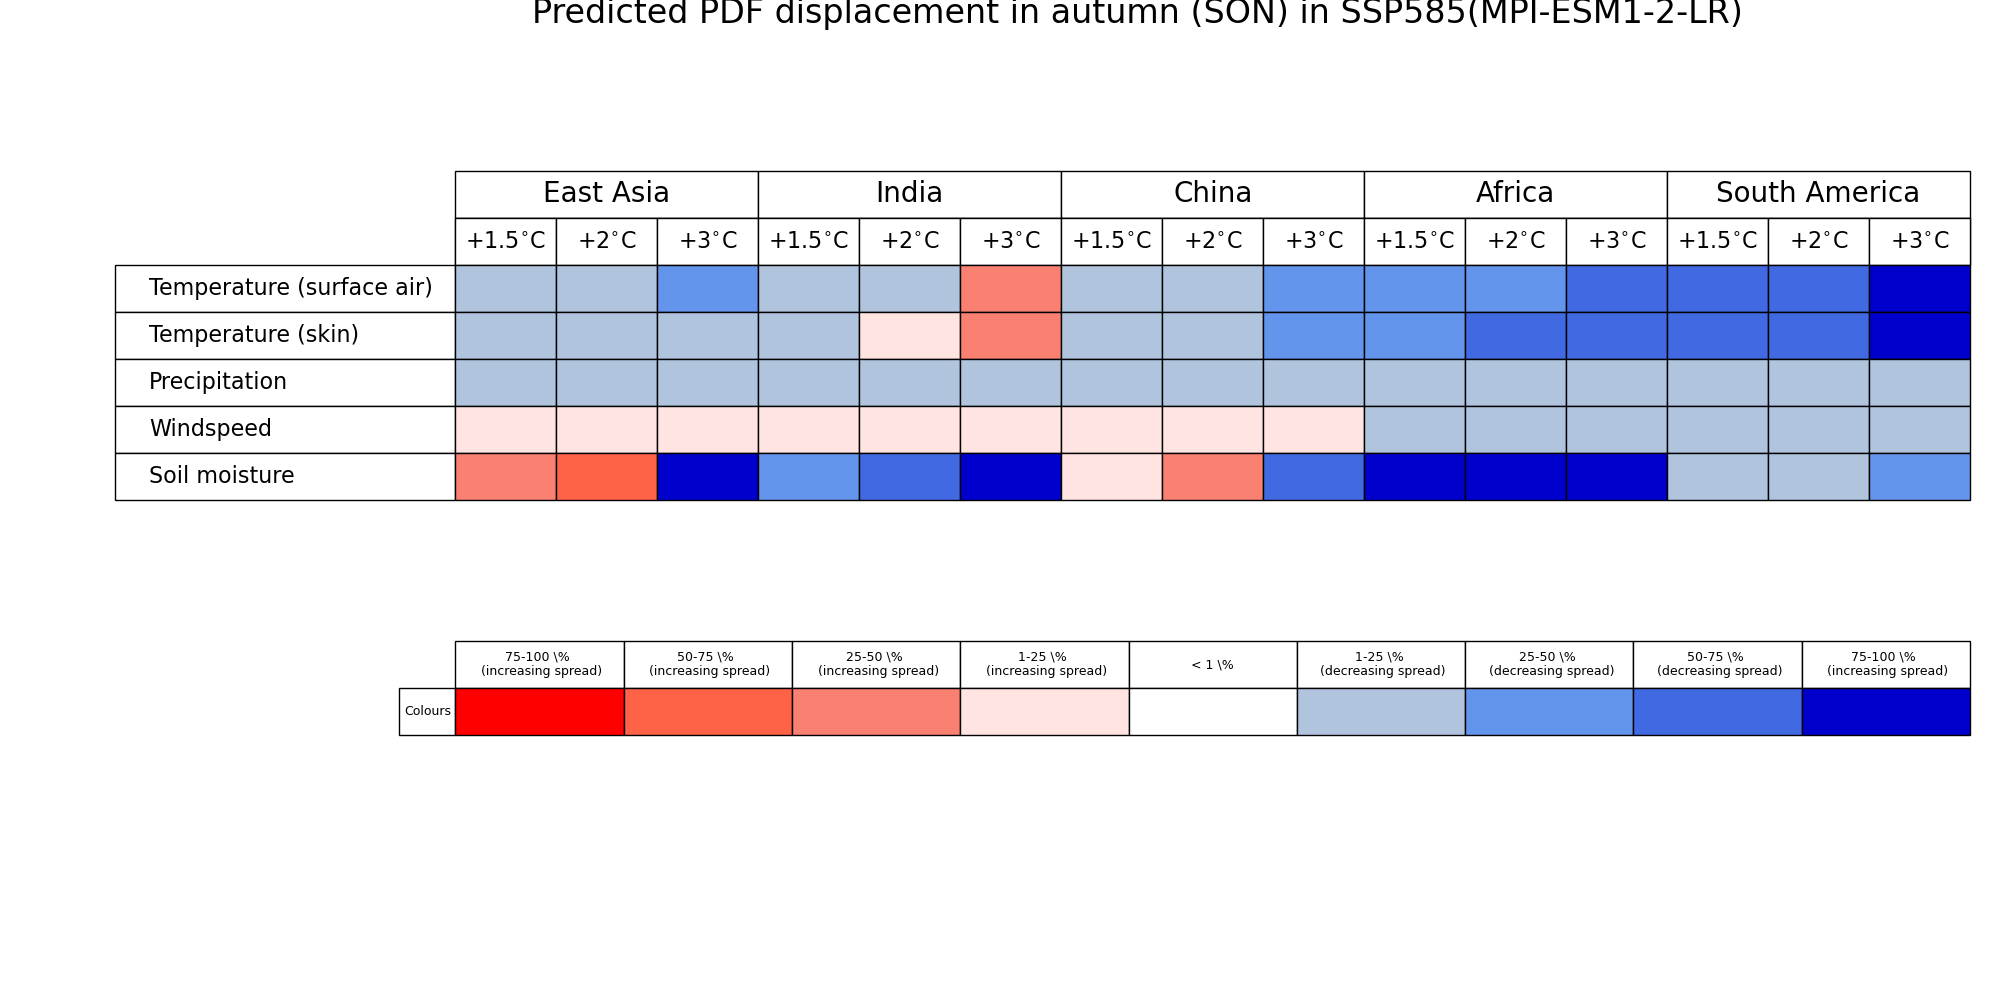 Predicted PDF displacement in autumn (SON) in SSP585(MPI-ESM1-2-LR)
East Asia India China Africa South America
+1.5°C +2°C +3°C +1.5°C +2°C +3°C +1.5°C +2°C +3°C +1.5°C +2°C +3°C +1.5°C +2°C +3°C
Temperature (surface air)
Temperature (skin)
Precipitation
Windspeed
Soil moisture
75-100 \% 50-75 \% 25-50 \% 1-25 \% < 1 \% 1-25 \% 25-50 \% 50-75 \% 75-100 \%
(increasing spread) (increasing spread) (increasing spread) (increasing spread) (decreasing spread) (decreasing spread) (decreasing spread) (increasing spread)
Colours